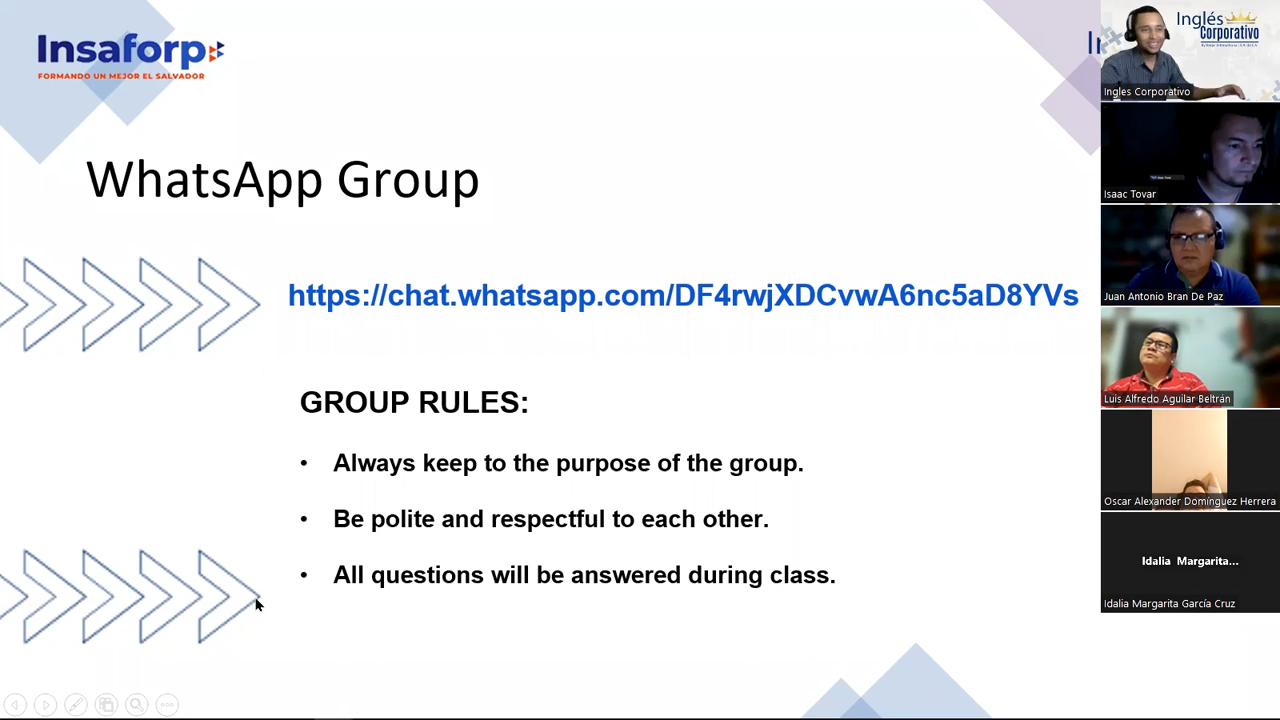 Insaforp
FORMANDO UN MEJOR EL SALVADOR
WhatsApp Group
https://chat.whatsapp.com/DF4rwjXDCvwA6nc5aD8YVs
GROUP RULES:
• Always keep to the purpose of the group.
• Be polite and respectful to each other.
• All questions will be answered during class.
Inglés
Corporativo
Ingles Corporativo
Isaac Tovar
Juan Antonio Bran De Paz
Luis Alfredo Aguilar Beltrán
Oscar Alexander Domínguez Herrera
Idalia Margarita...
Idalia Margarita García Cruz